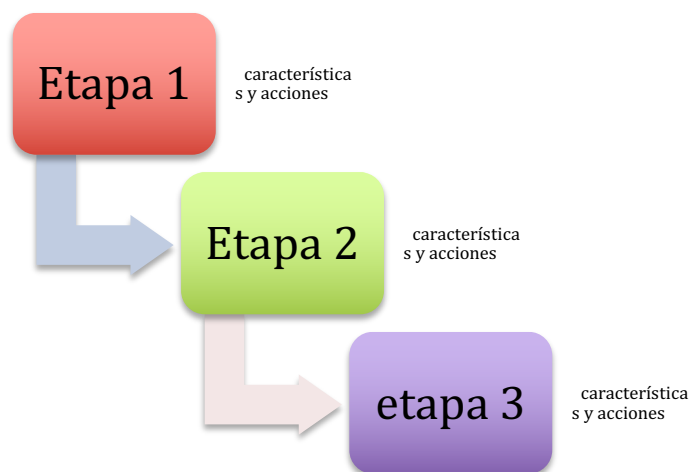 Etapa 1
característica
s y acciones
Etapa 2
característica
s y acciones
etapa 3
característica
s y acciones